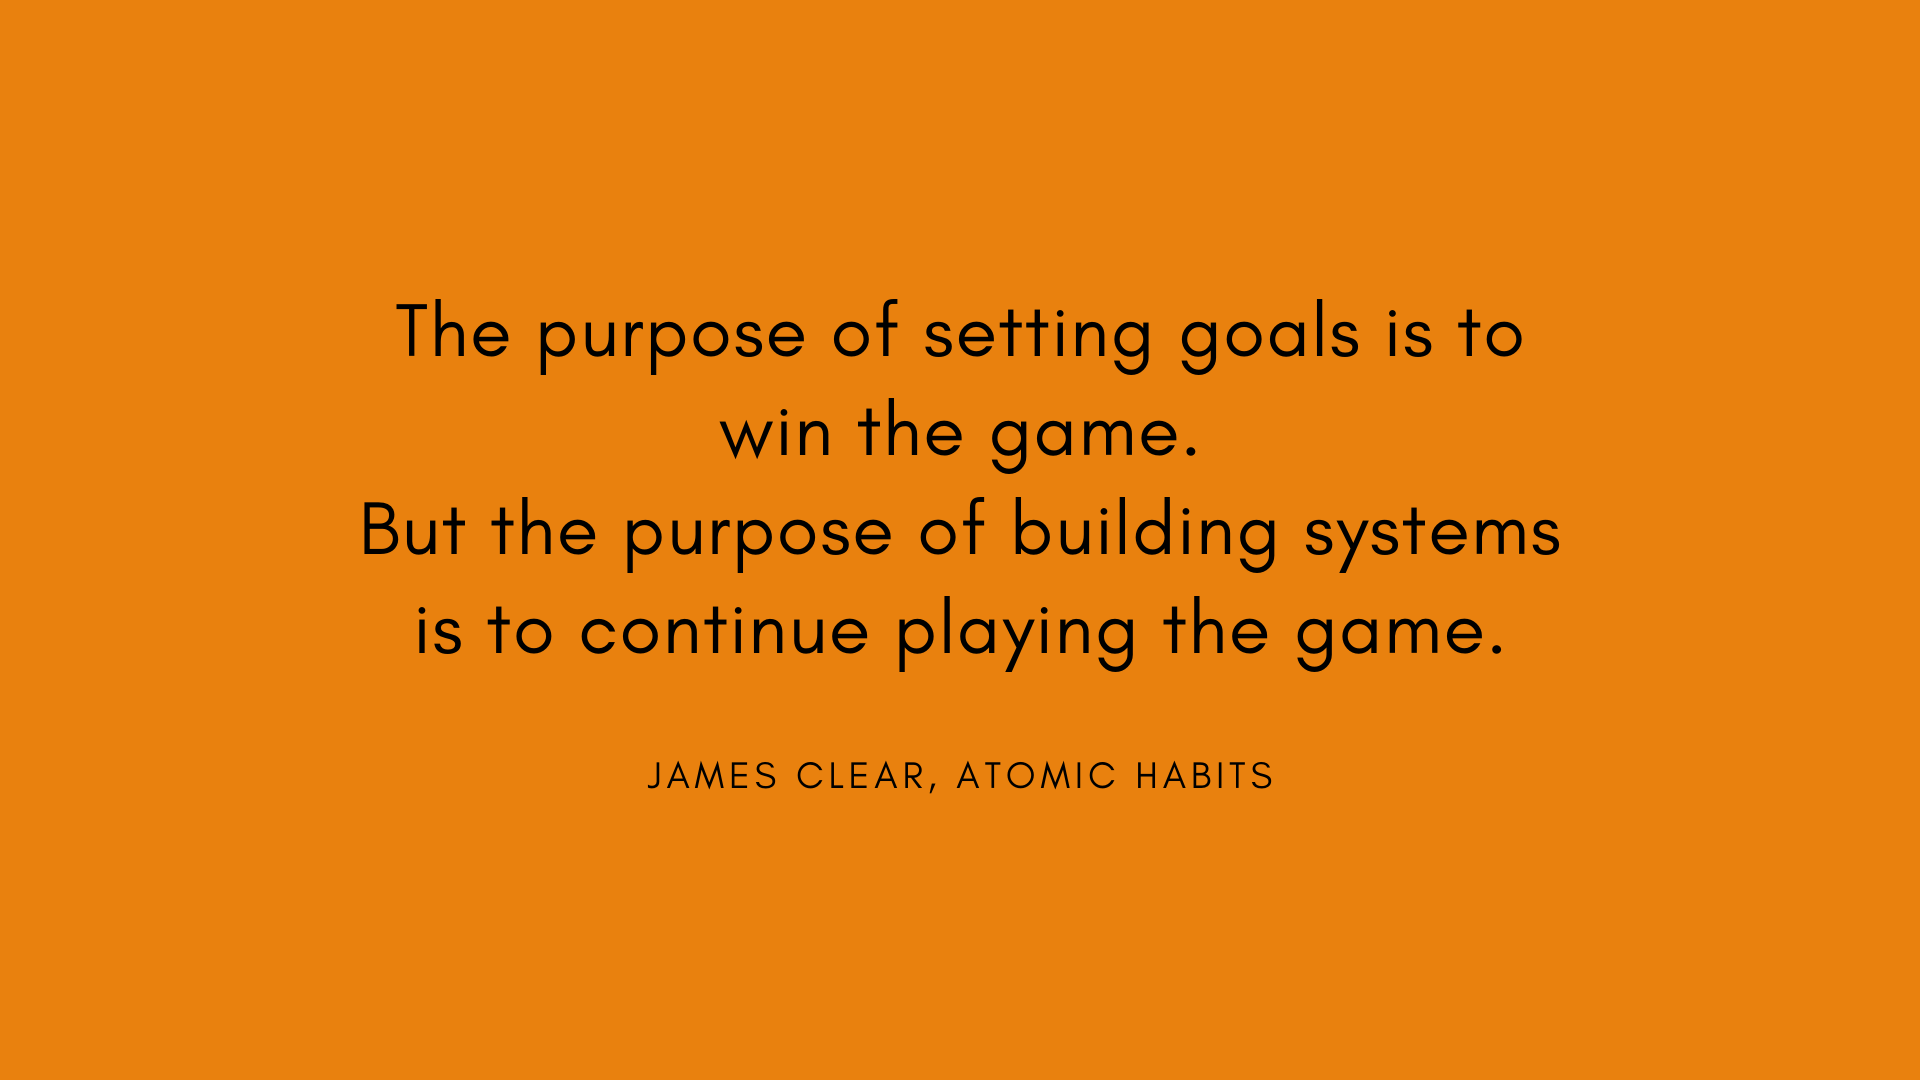 The purpose of setting goals is to
win the game.
But the purpose of building systems
is to continue playing the game.
JAMES CLEAR, ATOMIC HABITS